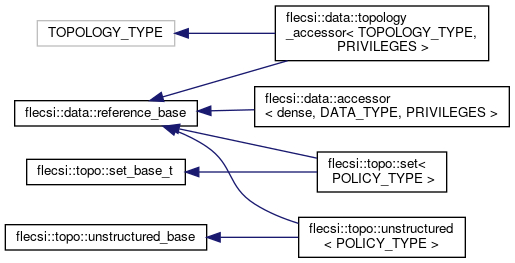 TOPOLOGY_TYPE
flecsi::data::topology
_accessor< TOPOLOGY_TYPE,
PRIVILEGES >
flecsi::data::reference_base
flecsi::data::accessor
< dense, DATA_TYPE, PRIVILEGES >
flecsi::topo::set_base_t
flecsi::topo::set<
POLICY_TYPE >
flecsi::topo::unstructured_base
flecsi::topo::unstructured
< POLICY_TYPE >